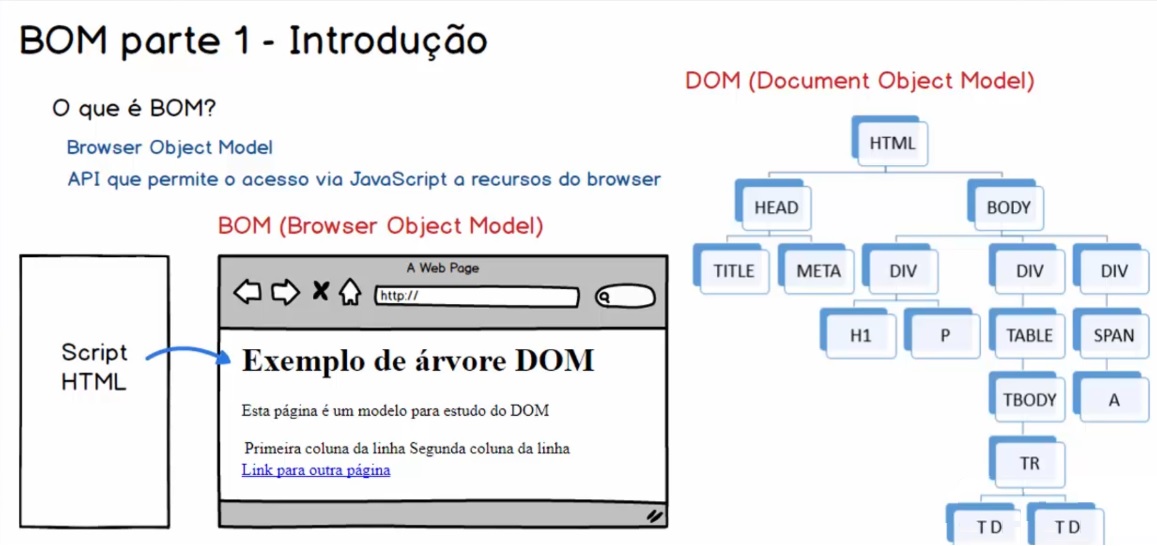 BOM parte 1 - Introdução
O que é BOM?
Browser Object Model
API que permite o acesso via JavaScript a recursos do browser
BOM (Browser Object Model)
Script
HTML
A Web Page
http://
Exemplo de árvore DOM
Esta página é um modelo para estudo do DOM
Primeira coluna da linha Segunda coluna da linha
Link para outra página
DOM (Document Object Model)
HTML
HEAD BODY
TITLE META DIV DIV DIV
H1 P TABLE SPAN
TBODY A
TR
TD TD